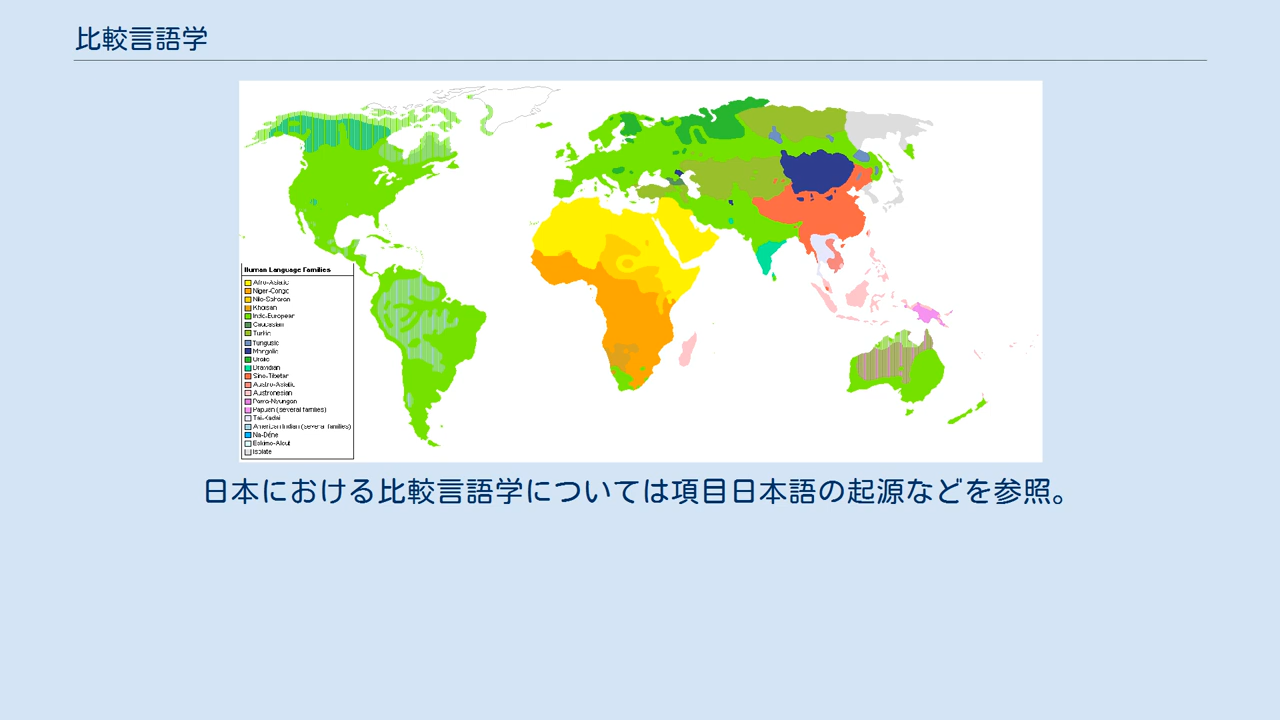 比較言語学
Human Language Families
Afro-Asiatic
Niger-Congo
Nilo-Saharan
Khoisan
Indo-European
Caucasian
Turkic
Tungusic
Mongolic
Uralic
Dravidian
Sino-Tibetan
Austro-Asiatic
Austronesian
Pama-Nyungan
Papuan (several families)
Tai-Kadai
American Indian (several families)
Na-Dene
Eskimo-Aleut
Isolate
日本における比較言語学については項目日本語の起源などを参照。